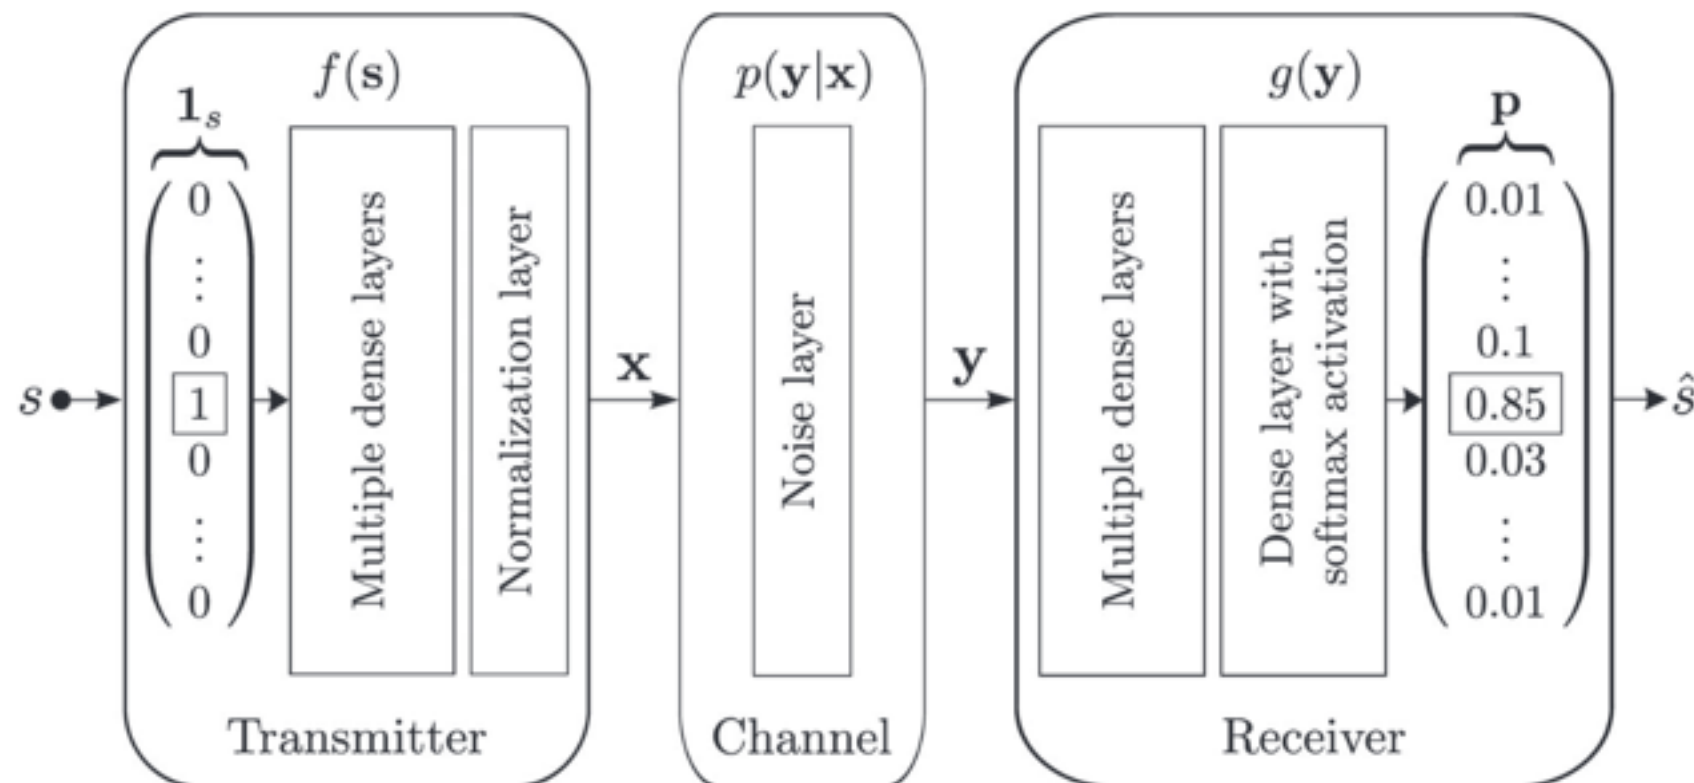 f(s)
p(y|x)
g(y)
1ₛ
p
0
⋮
0
1
0
⋮
0
Multiple dense layers
Normalization layer
Noise layer
Multiple dense layers
Dense layer with
softmax activation
0.01
⋮
0.1
0.85
0.03
⋮
0.01
s
x
y
ŝ
Transmitter
Channel
Receiver